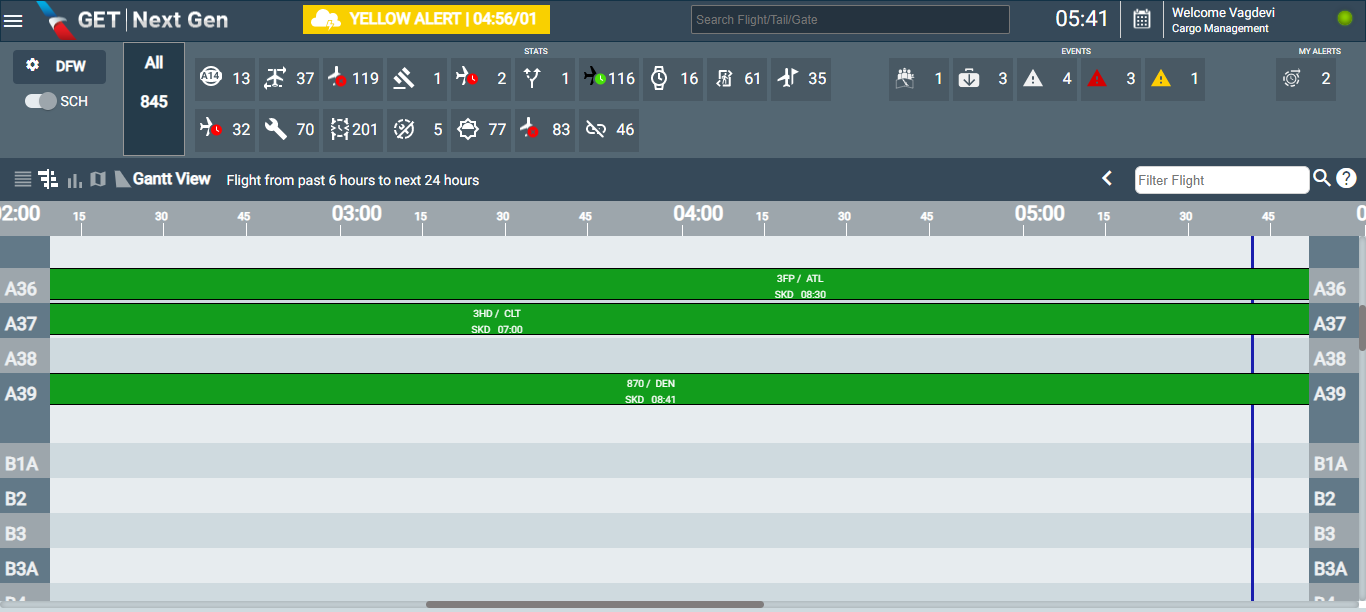 GET | Next Gen
YELLOW ALERT | 04:56/01
Search Flight/Tail/Gate
05:41
Welcome Vagdevi
Cargo Management
DFW
SCH
All
845
STATS
EVENTS
MY ALERTS
A14 13 37 119 1 2 1 116 16 61 35
1 3 4 3 1
2
32 70 201 5 77 83 46
Gantt View
Flight from past 6 hours to next 24 hours
Filter Flight
?
02:00 15 30 45 03:00 15 30 45 04:00 15 30 45 05:00 15 30 45 0
A36 3FP / ATL A36
SKD 08:30
A37 3HD / CLT A37
SKD 07:00
A38 A38
A39 870 / DEN A39
SKD 08:41
B1A B1A
B2 B2
B3 B3
B3A B3A